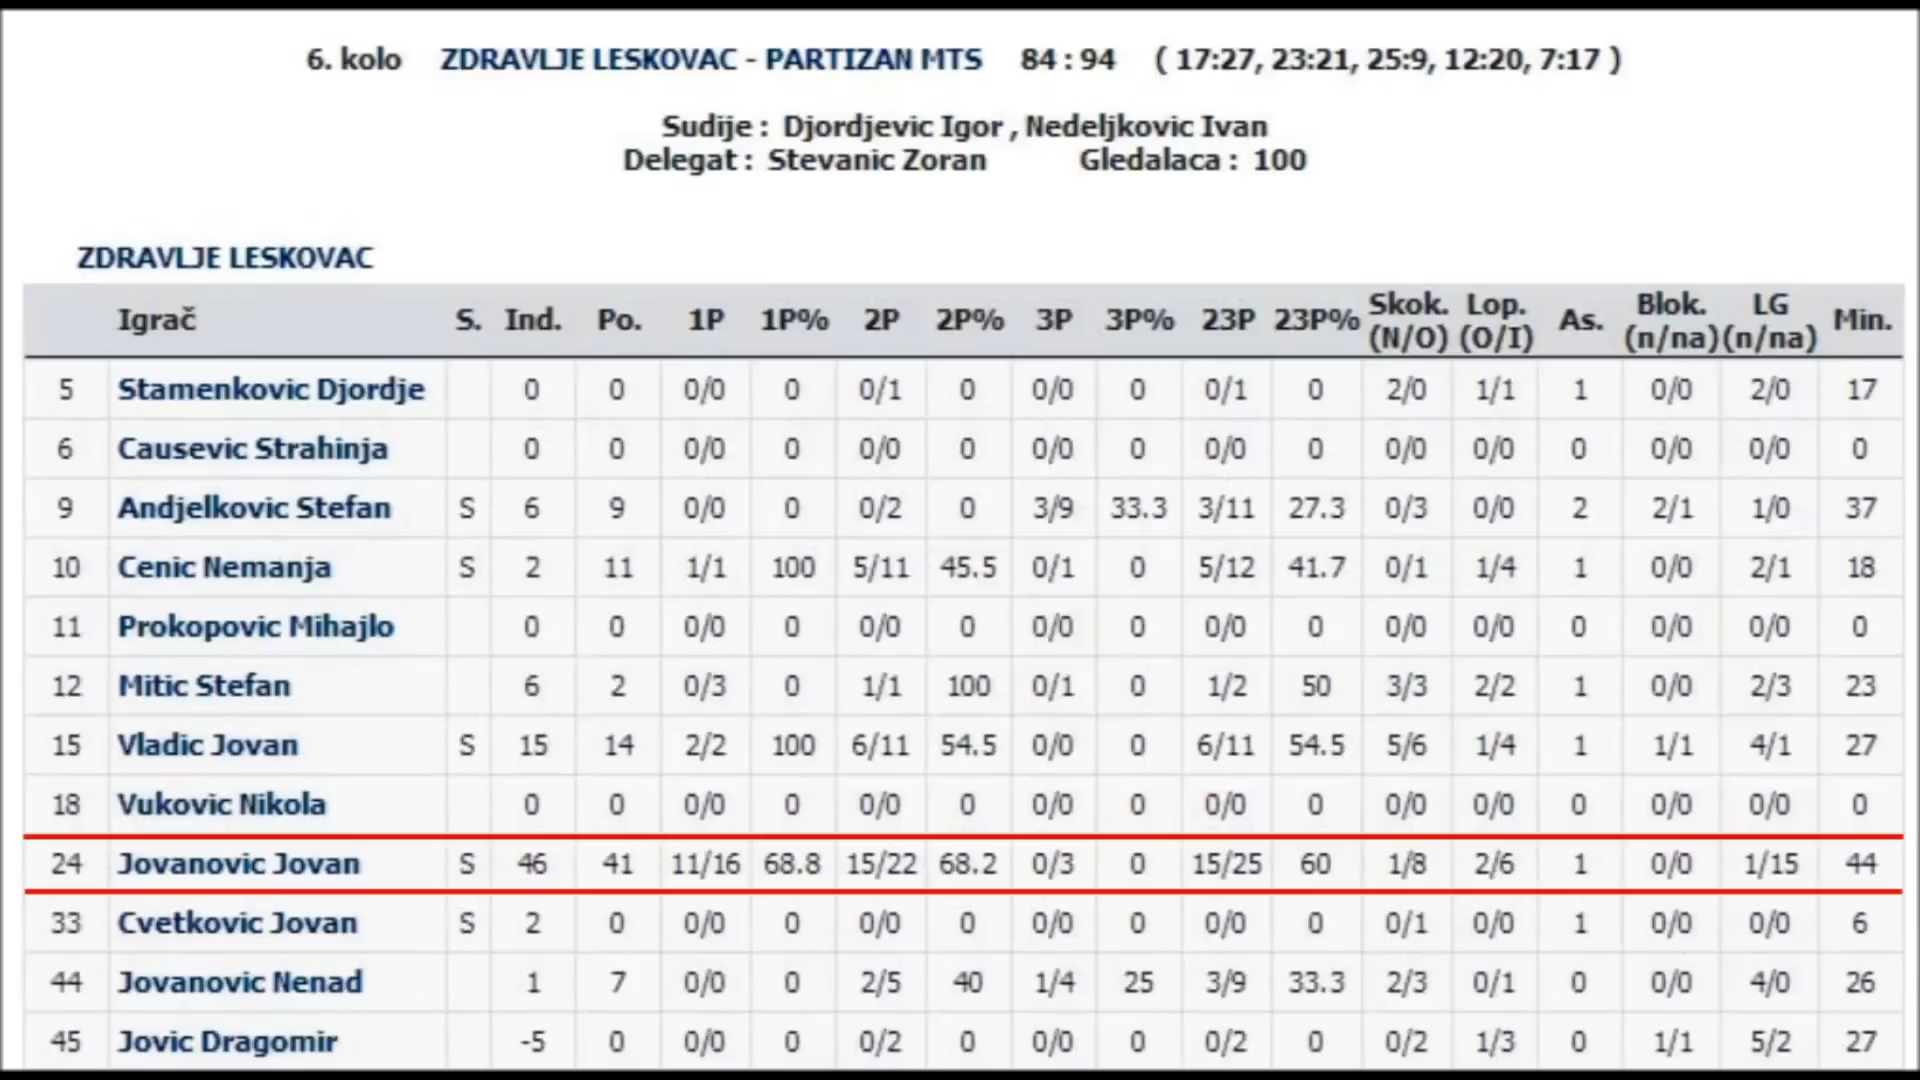 6. kolo ZDRAVLJE LESKOVAC - PARTIZAN MTS 84 : 94 ( 17:27, 23:21, 25:9, 12:20, 7:17 )
Sudije : Djordjevic Igor , Nedeljkovic Ivan
Delegat : Stevanic Zoran Gledalaca : 100
ZDRAVLJE LESKOVAC
Igrač S. Ind. Po. 1P 1P% 2P 2P% 3P 3P% 23P 23P% Skok. (N/O) Lop. (O/I) As. Blok. (n/na) LG (n/na) Min.
5 Stamenkovic Djordje 0 0 0/0 0 0/1 0 0/0 0 0/1 0 2/0 1/1 1 0/0 2/0 17
6 Causevic Strahinja 0 0 0/0 0 0/0 0 0/0 0 0/0 0 0/0 0/0 0 0/0 0/0 0
9 Andjelkovic Stefan S 6 9 0/0 0 0/2 0 3/9 33.3 3/11 27.3 0/3 0/0 2 2/1 1/0 37
10 Cenic Nemanja S 2 11 1/1 100 5/11 45.5 0/1 0 5/12 41.7 0/1 1/4 1 0/0 2/1 18
11 Prokopovic Mihajlo 0 0 0/0 0 0/0 0 0/0 0 0/0 0 0/0 0/0 0 0/0 0/0 0
12 Mitic Stefan 6 2 0/3 0 1/1 100 0/1 0 1/2 50 3/3 2/2 1 0/0 2/3 23
15 Vladic Jovan S 15 14 2/2 100 6/11 54.5 0/0 0 6/11 54.5 5/6 1/4 1 1/1 4/1 27
18 Vukovic Nikola 0 0 0/0 0 0/0 0 0/0 0 0/0 0 0/0 0/0 0 0/0 0/0 0
24 Jovanovic Jovan S 46 41 11/16 68.8 15/22 68.2 0/3 0 15/25 60 1/8 2/6 1 0/0 1/15 44
33 Cvetkovic Jovan S 2 0 0/0 0 0/0 0 0/0 0 0/0 0 0/1 0/0 1 0/0 0/0 6
44 Jovanovic Nenad 1 7 0/0 0 2/5 40 1/4 25 3/9 33.3 2/3 0/1 0 0/0 4/0 26
45 Jovic Dragomir -5 0 0/0 0 0/2 0 0/0 0 0/2 0 0/2 1/3 0 1/1 5/2 27